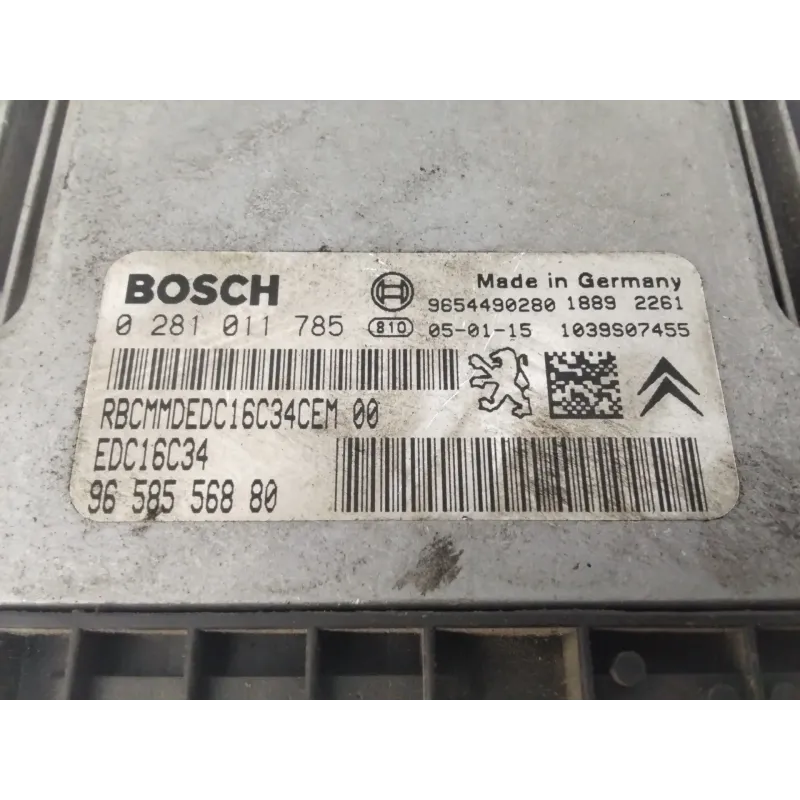 BOSCH
Made in Germany
9654490280 1889 2261
0 281 011 785 810 05-01-15 1039S07455
RBCMMDEDC16C34CEM 00
EDC16C34
96 585 568 80